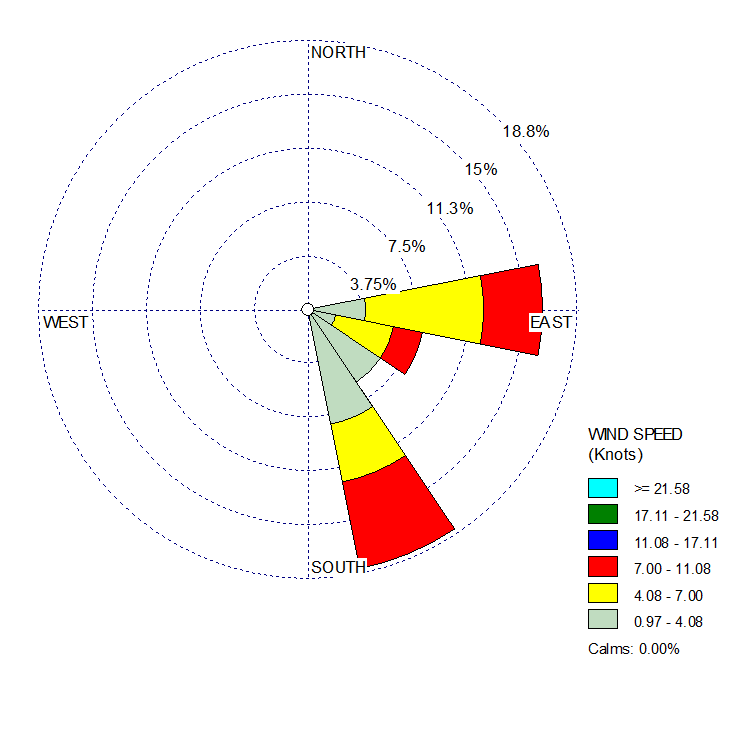 NORTH
18.8%
15%
11.3%
7.5%
3.75%
WEST
EAST
WIND SPEED
(Knots)
>= 21.58
17.11 - 21.58
11.08 - 17.11
7.00 - 11.08
SOUTH
4.08 - 7.00
0.97 - 4.08
Calms: 0.00%